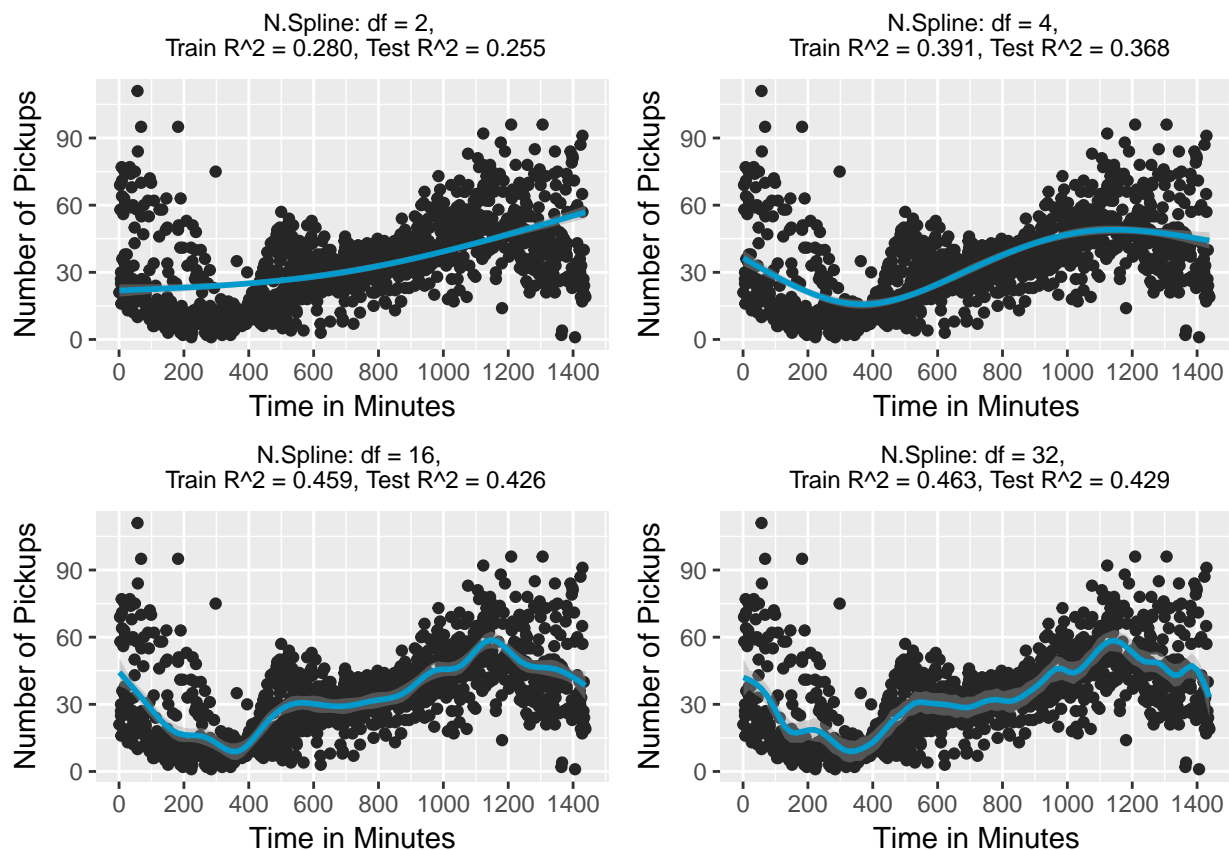 N.Spline: df = 2,
Train R^2 = 0.280, Test R^2 = 0.255
Number of Pickups
90
60
30
0
0 200 400 600 800 1000 1200 1400
Time in Minutes
N.Spline: df = 4,
Train R^2 = 0.391, Test R^2 = 0.368
Number of Pickups
90
60
30
0
0 200 400 600 800 1000 1200 1400
Time in Minutes
N.Spline: df = 16,
Train R^2 = 0.459, Test R^2 = 0.426
Number of Pickups
90
60
30
0
0 200 400 600 800 1000 1200 1400
Time in Minutes
N.Spline: df = 32,
Train R^2 = 0.463, Test R^2 = 0.429
Number of Pickups
90
60
30
0
0 200 400 600 800 1000 1200 1400
Time in Minutes